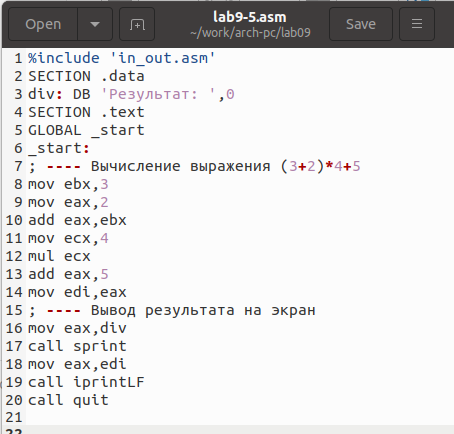 Open
lab9-5.asm
~/work/arch-pc/lab09
Save
1 %include 'in_out.asm'
2 SECTION .data
3 div: DB 'Результат: ',0
4 SECTION .text
5 GLOBAL _start
6 _start:
7 ; ---- Вычисление выражения (3+2)*4+5
8 mov ebx,3
9 mov eax,2
10 add eax,ebx
11 mov ecx,4
12 mul ecx
13 add eax,5
14 mov edi,eax
15 ; ---- Вывод результата на экран
16 mov eax,div
17 call sprint
18 mov eax,edi
19 call iprintLF
20 call quit
21
22